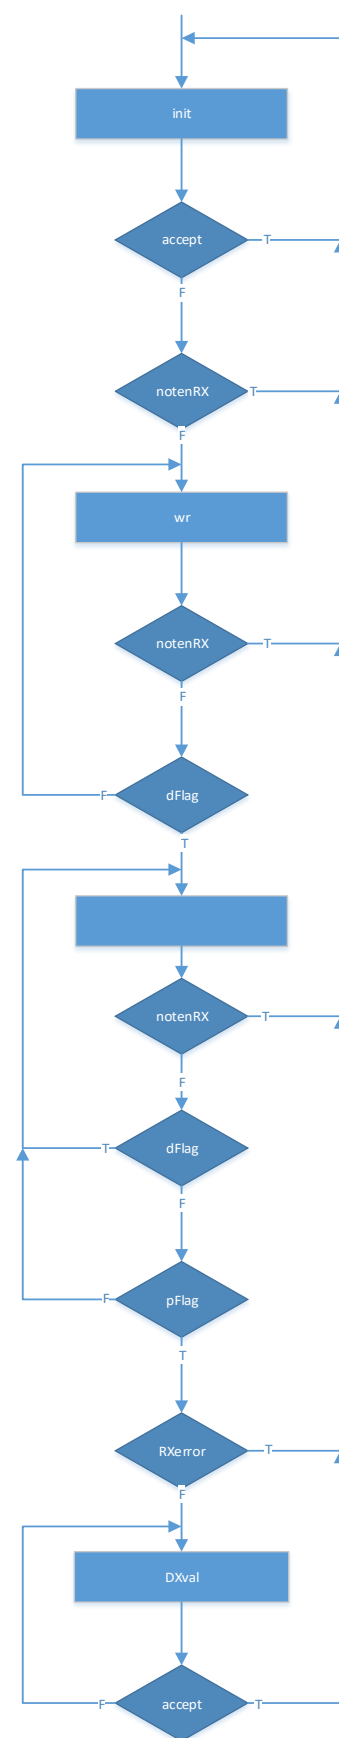 init
accept
T
F
notenRX
T
F
wr
notenRX
T
F
dFlag
F
T
notenRX
T
F
dFlag
T
F
pFlag
F
T
RXerror
T
F
DXval
accept
F
T